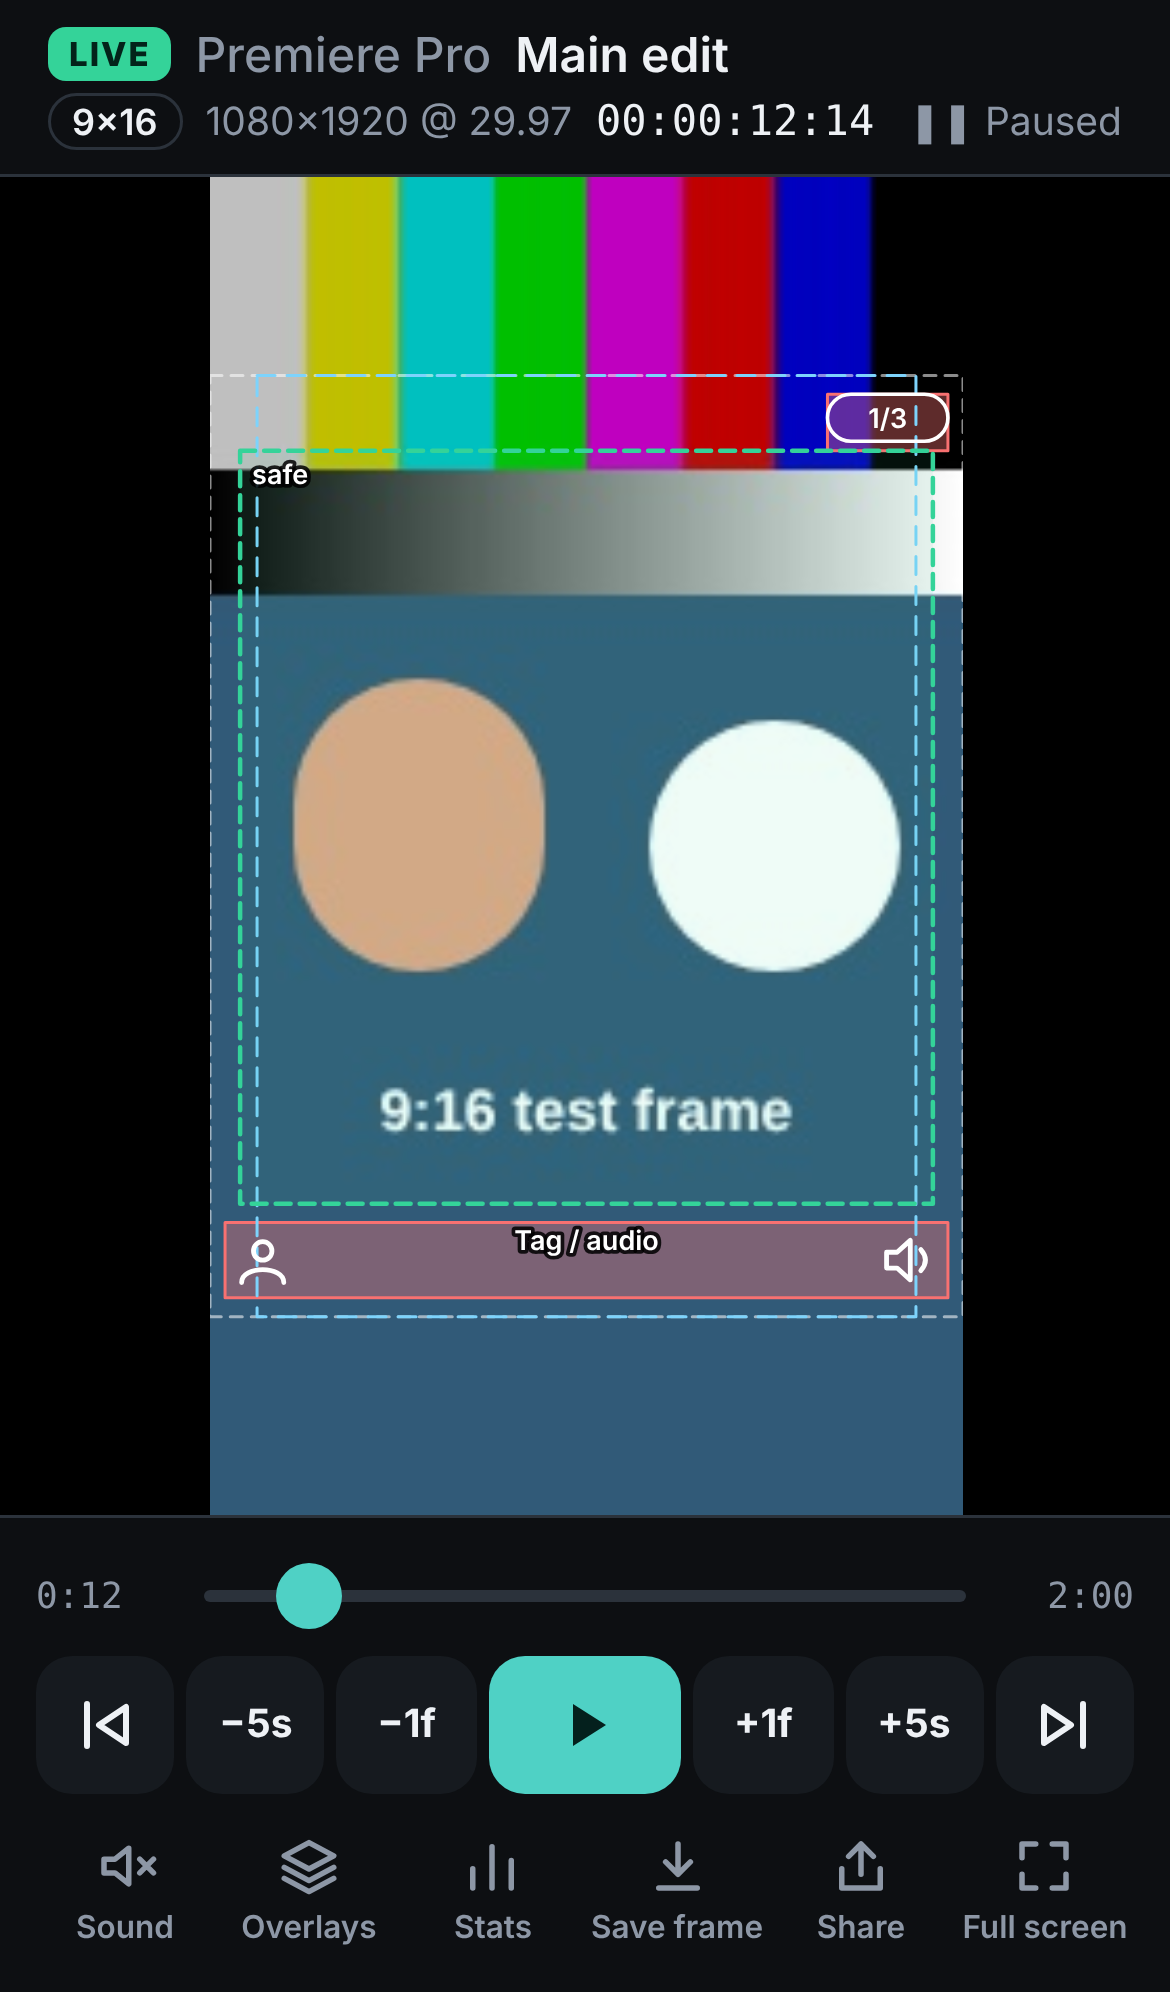 LIVE Premiere Pro Main edit
9×16 1080×1920 @ 29.97 00:00:12:14 Paused
1/3
safe
9:16 test frame
Tag / audio
0:12 2:00
−5s −1f +1f +5s
Sound Overlays Stats Save frame Share Full screen